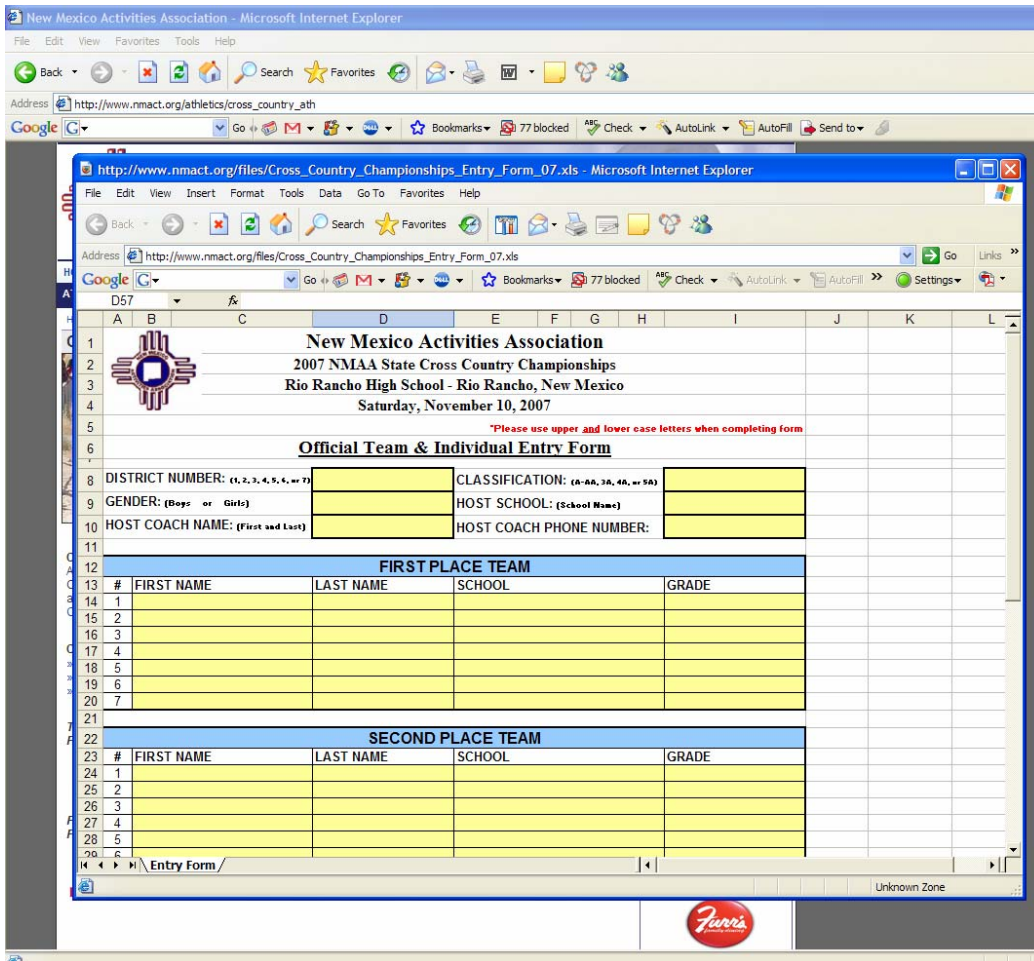 New Mexico Activities Association - Microsoft Internet Explorer
File Edit View Favorites Tools Help
Back Search Favorites
Address http://www.nmact.org/athletics/cross_country_ath
Google G Go Bookmarks 77 blocked ABC Check AutoLink AutoFill Send to
http://www.nmact.org/files/Cross_Country_Championships_Entry_Form_07.xls - Microsoft Internet Explorer
File Edit View Insert Format Tools Data Go To Favorites Help
Back Search Favorites
Address http://www.nmact.org/files/Cross_Country_Championships_Entry_Form_07.xls Go Links »
Google G Go Bookmarks 77 blocked ABC Check AutoLink AutoFill » Settings
D57 fx
A B C D E F G H I J K L
1 New Mexico Activities Association
2 2007 NMAA State Cross Country Championships
3 Rio Rancho High School - Rio Rancho, New Mexico
4 Saturday, November 10, 2007
5 *Please use upper and lower case letters when completing form
6 Official Team & Individual Entry Form
8 DISTRICT NUMBER: (1, 2, 3, 4, 5, 6, or 7) CLASSIFICATION: (A-AA, 3A, 4A, or 5A)
9 GENDER: (Boys or Girls) HOST SCHOOL: (School Name)
10 HOST COACH NAME: (First and Last) HOST COACH PHONE NUMBER:
11
12 FIRST PLACE TEAM
13 # FIRST NAME LAST NAME SCHOOL GRADE
14 1
15 2
16 3
17 4
18 5
19 6
20 7
21
22 SECOND PLACE TEAM
23 # FIRST NAME LAST NAME SCHOOL GRADE
24 1
25 2
26 3
27 4
28 5
29 6
Entry Form
Unknown Zone
Furr's